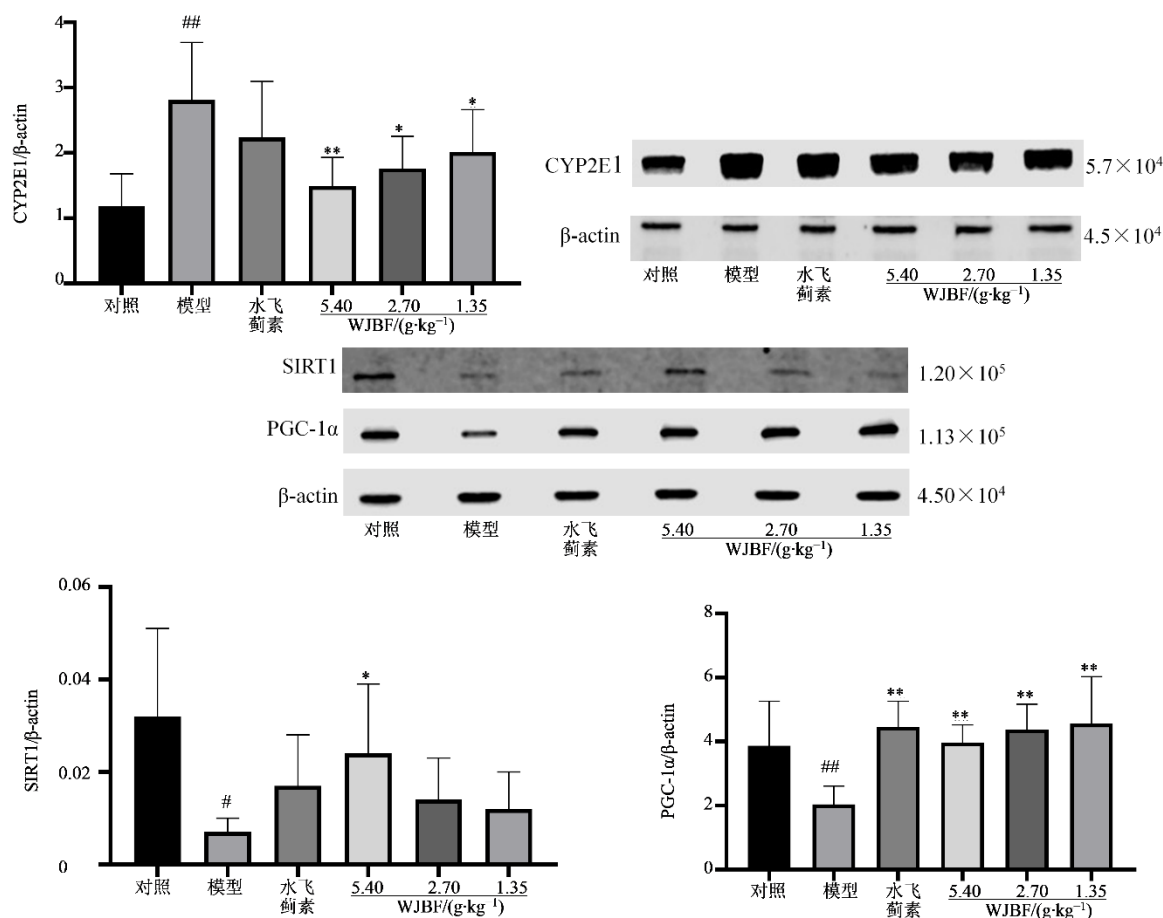 4
3
2
1
0
CYP2E1/β-actin
##
**
*
*
对照
模型
水飞
蓟素
5.40
2.70
1.35
WJBF/(g·kg⁻¹)
CYP2E1
5.7×10⁴
β-actin
4.5×10⁴
对照
模型
水飞
蓟素
5.40
2.70
1.35
WJBF/(g·kg⁻¹)
SIRT1
1.20×10⁵
PGC-1α
1.13×10⁵
β-actin
4.50×10⁴
对照
模型
水飞
蓟素
5.40
2.70
1.35
WJBF/(g·kg⁻¹)
0.06
0.04
0.02
0
SIRT1/β-actin
#
*
对照
模型
水飞
蓟素
5.40
2.70
1.35
WJBF/(g·kg⁻¹)
8
6
4
2
0
PGC-1α/β-actin
##
**
**
**
**
对照
模型
水飞
蓟素
5.40
2.70
1.35
WJBF/(g·kg⁻¹)